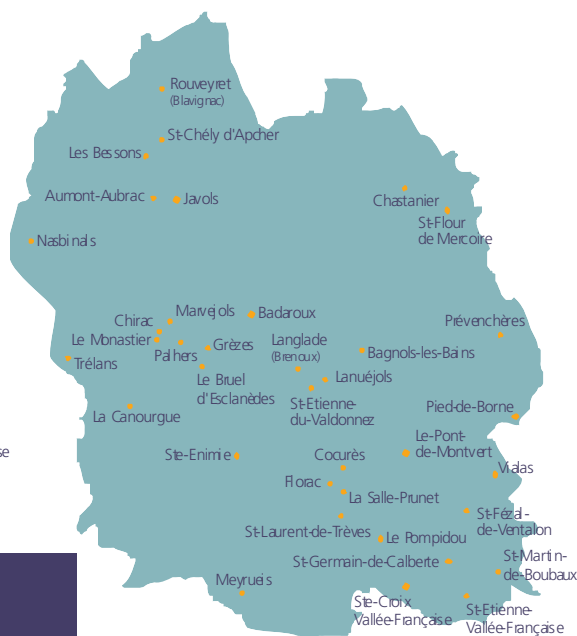 Rouveyret
(Blavignac)
St-Chély d'Apcher
Les Bessons
Aumont-Aubrac
Javols
Chastanier
St-Flour
de Mercoire
Nasbinals
Marvejols
Badaroux
Chirac
Prévenchères
Le Monastier
Palhers
Grèzes
Langlade
(Brenoux)
Bagnols-les-Bains
Trélans
Le Bruel
d'Esclanèdes
Lanuéjols
St-Etienne-
du-Valdonnez
La Canourgue
Pied-de-Borne
Le-Pont-
de-Montvert
se
Ste-Enimie
Cocurès
Vialas
Florac
La Salle-Prunet
St-Fézal-
de-Ventalon
St-Laurent-de-Trèves
Le Pompidou
St-Germain-de-Calberte
St-Martin-
de-Boubaux
Meyrueis
Ste-Croix
Vallée-Française
St-Etienne
Vallée-Française